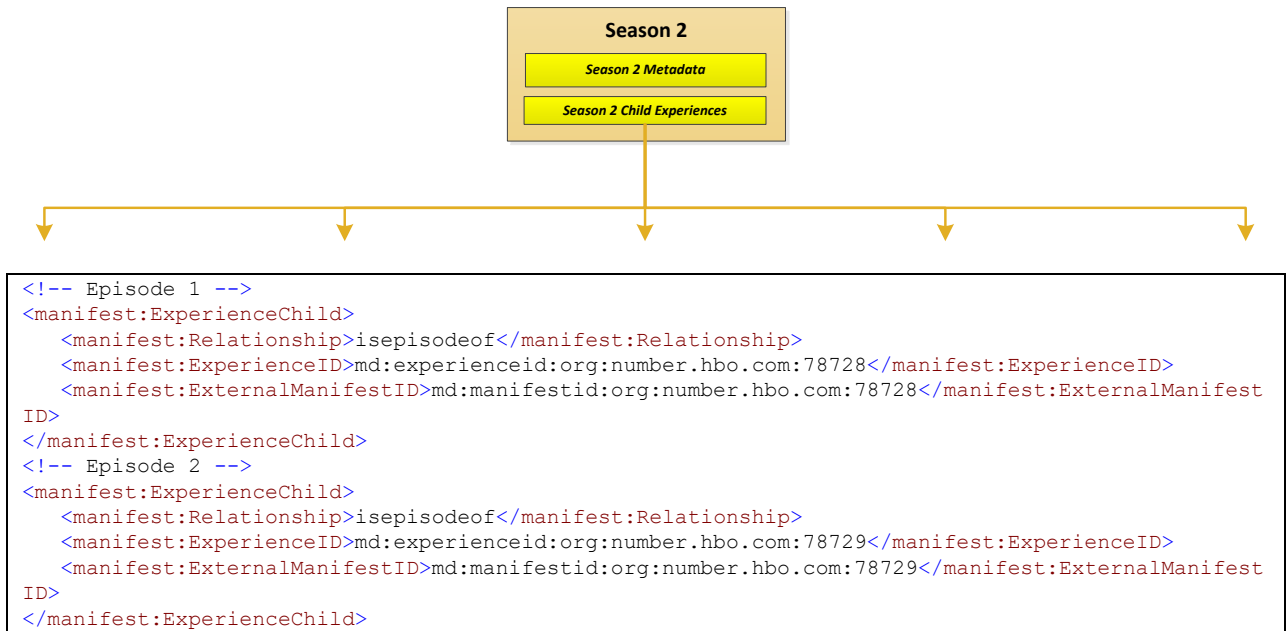 Season 2
Season 2 Metadata
Season 2 Child Experiences
<!-- Episode 1 -->
<manifest:ExperienceChild>
   <manifest:Relationship>isepisodeof</manifest:Relationship>
   <manifest:ExperienceID>md:experienceid:org:number.hbo.com:78728</manifest:ExperienceID>
   <manifest:ExternalManifestID>md:manifestid:org:number.hbo.com:78728</manifest:ExternalManifest
ID>
</manifest:ExperienceChild>
<!-- Episode 2 -->
<manifest:ExperienceChild>
   <manifest:Relationship>isepisodeof</manifest:Relationship>
   <manifest:ExperienceID>md:experienceid:org:number.hbo.com:78729</manifest:ExperienceID>
   <manifest:ExternalManifestID>md:manifestid:org:number.hbo.com:78729</manifest:ExternalManifest
ID>
</manifest:ExperienceChild>